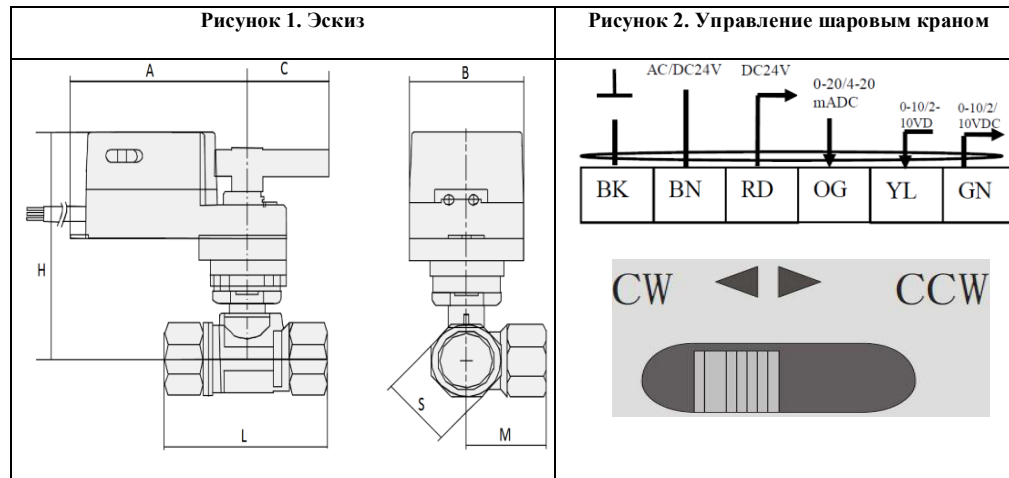 Рисунок 1. Эскиз
Рисунок 2. Управление шаровым краном
A
C
B
H
L
S
M
AC/DC24V
DC24V
0-20/4-20
mADC
0-10/2-
10VD
0-10/2/
10VDC
BK
BN
RD
OG
YL
GN
CW
CCW